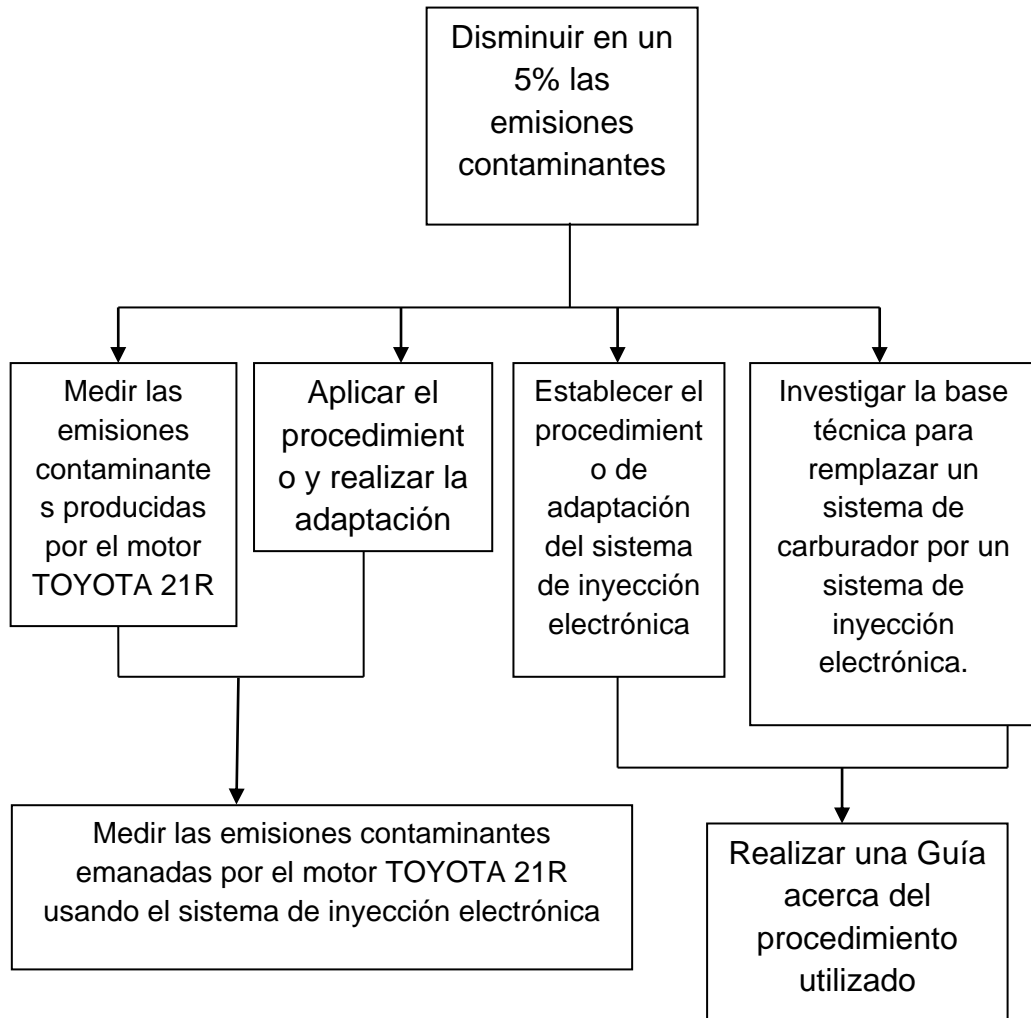 Disminuir en un
5% las
emisiones
contaminantes
Medir las
emisiones
contaminante
s producidas
por el motor
TOYOTA 21R
Aplicar el
procedimient
o y realizar la
adaptación
Establecer el
procedimient
o de
adaptación
del sistema
de inyección
electrónica
Investigar la base
técnica para
remplazar un
sistema de
carburador por un
sistema de
inyección
electrónica.
Medir las emisiones contaminantes
emanadas por el motor TOYOTA 21R
usando el sistema de inyección electrónica
Realizar una Guía
acerca del
procedimiento
utilizado